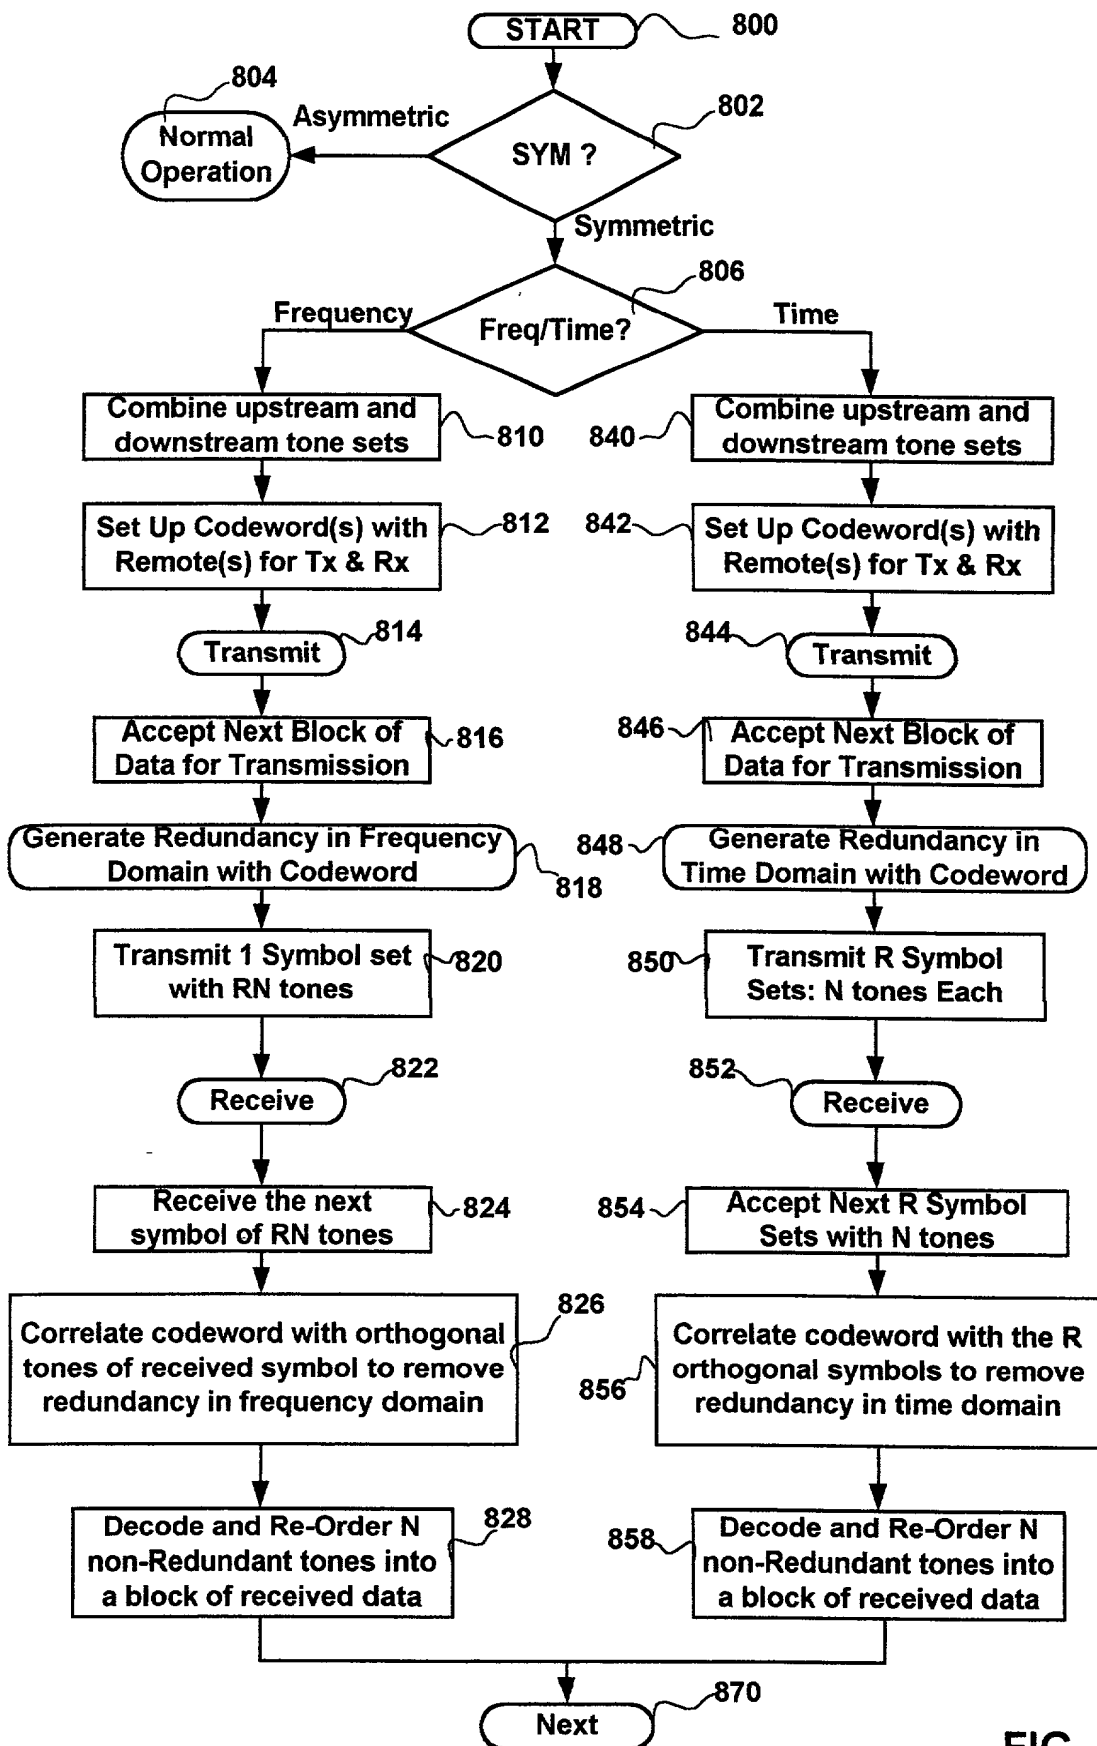 START
800
804
802
Asymmetric
Normal
Operation
SYM ?
Symmetric
806
Frequency
Freq/Time?
Time
Combine upstream and
downstream tone sets
810
840
Combine upstream and
downstream tone sets
Set Up Codeword(s) with
Remote(s) for Tx & Rx
812
842
Set Up Codeword(s) with
Remote(s) for Tx & Rx
Transmit
814
844
Transmit
Accept Next Block of
Data for Transmission
816
846
Accept Next Block of
Data for Transmission
Generate Redundancy in Frequency
Domain with Codeword
818
848
Generate Redundancy in
Time Domain with Codeword
Transmit 1 Symbol set
with RN tones
820
850
Transmit R Symbol
Sets: N tones Each
822
Receive
852
Receive
Receive the next
symbol of RN tones
824
854
Accept Next R Symbol
Sets with N tones
826
Correlate codeword with orthogonal
tones of received symbol to remove
redundancy in frequency domain
856
Correlate codeword with the R
orthogonal symbols to remove
redundancy in time domain
Decode and Re-Order N
non-Redundant tones into
a block of received data
828
858
Decode and Re-Order N
non-Redundant tones into
a block of received data
870
Next
FIG